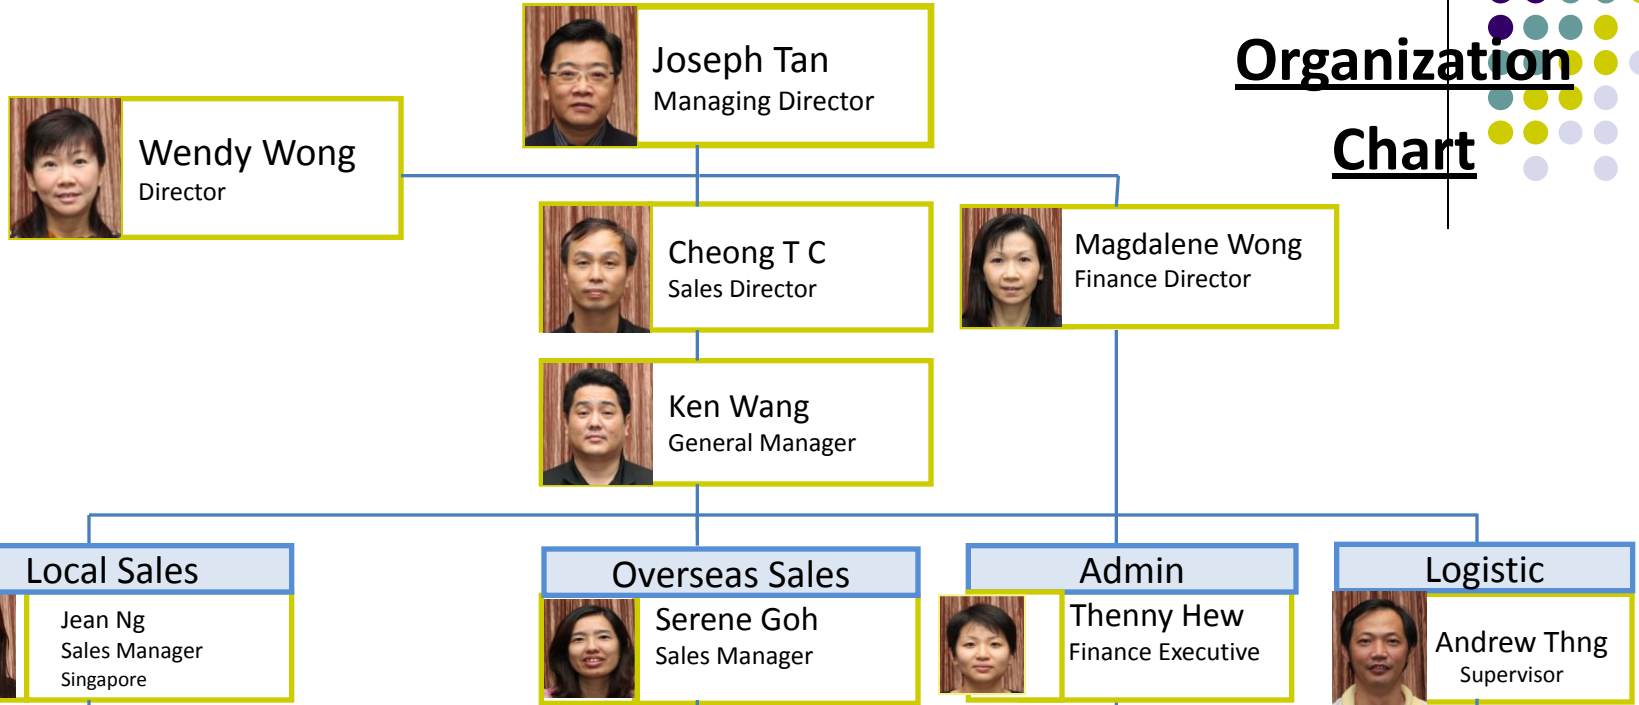 Organization
Chart
Joseph Tan
Managing Director
Wendy Wong
Director
Cheong T C
Sales Director
Magdalene Wong
Finance Director
Ken Wang
General Manager
Local Sales
Jean Ng
Sales Manager
Singapore
Overseas Sales
Serene Goh
Sales Manager
Admin
Thenny Hew
Finance Executive
Logistic
Andrew Thng
Supervisor